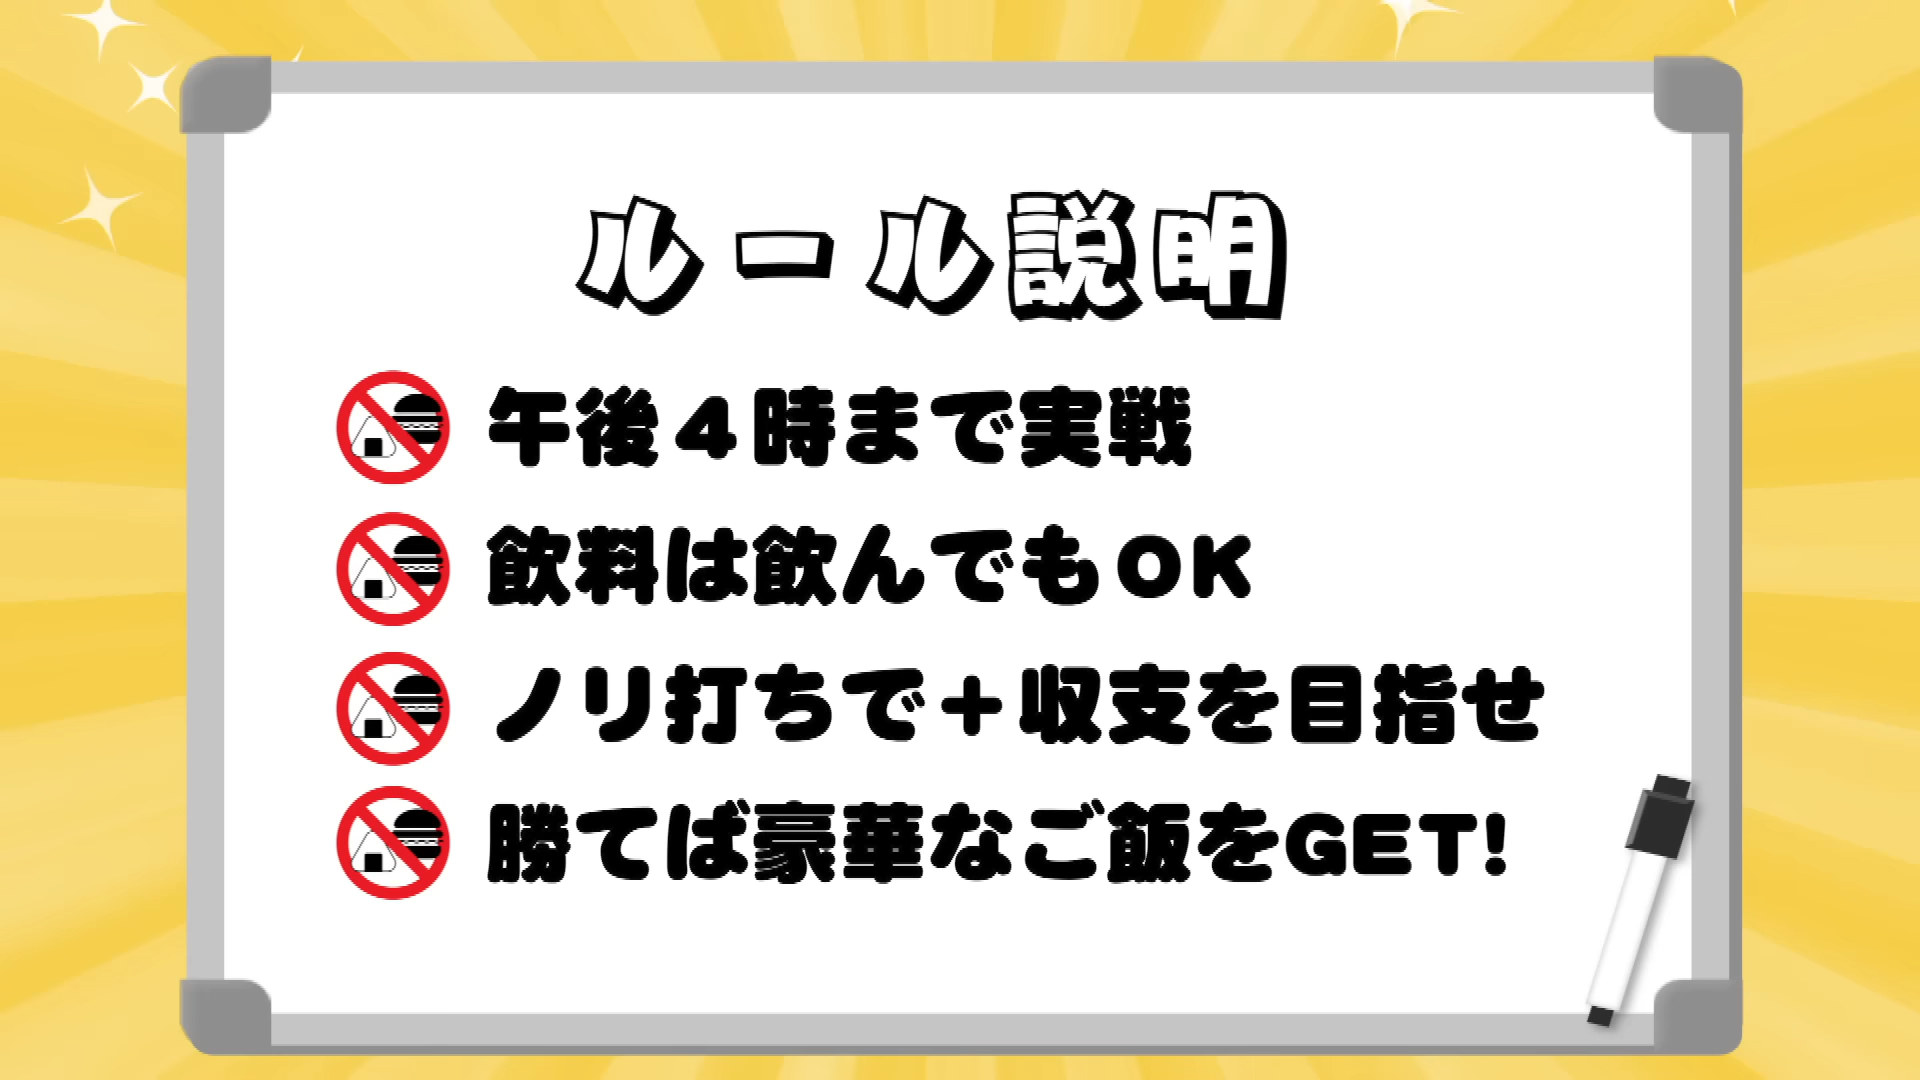 ルール説明
午後４時まで実戦
飲料は飲んでもOK
ノリ打ちで＋収支を目指せ
勝てば豪華なご飯をGET!